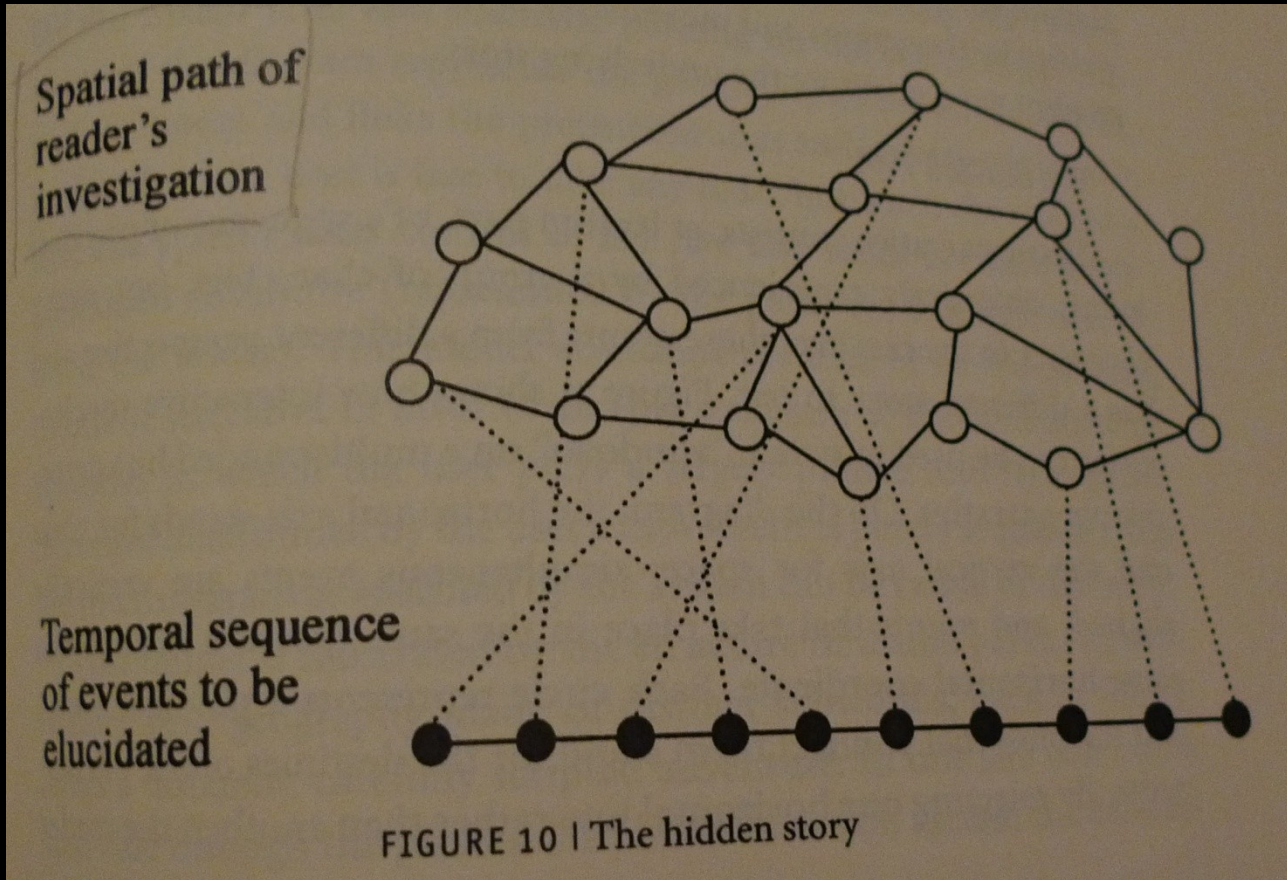 Spatial path of
reader's
investigation
Temporal sequence
of events to be
elucidated
FIGURE 10 | The hidden story